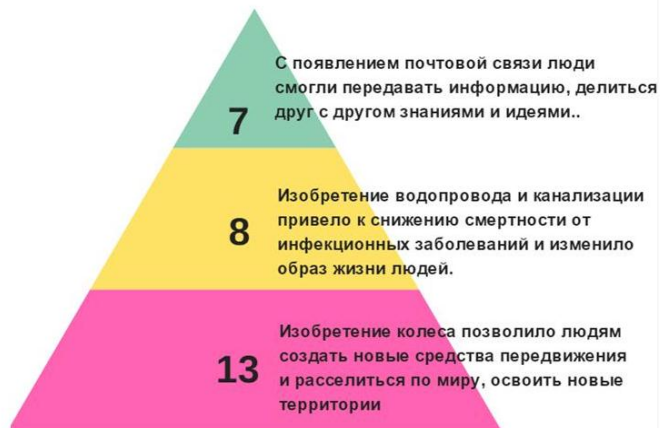 С появлением почтовой связи люди
смогли передавать информацию, делиться
друг с другом знаниями и идеями..
7
Изобретение водопровода и канализации
привело к снижению смертности от
инфекционных заболеваний и изменило
образ жизни людей.
8
Изобретение колеса позволило людям
создать новые средства передвижения
и расселиться по миру, освоить новые
территории
13